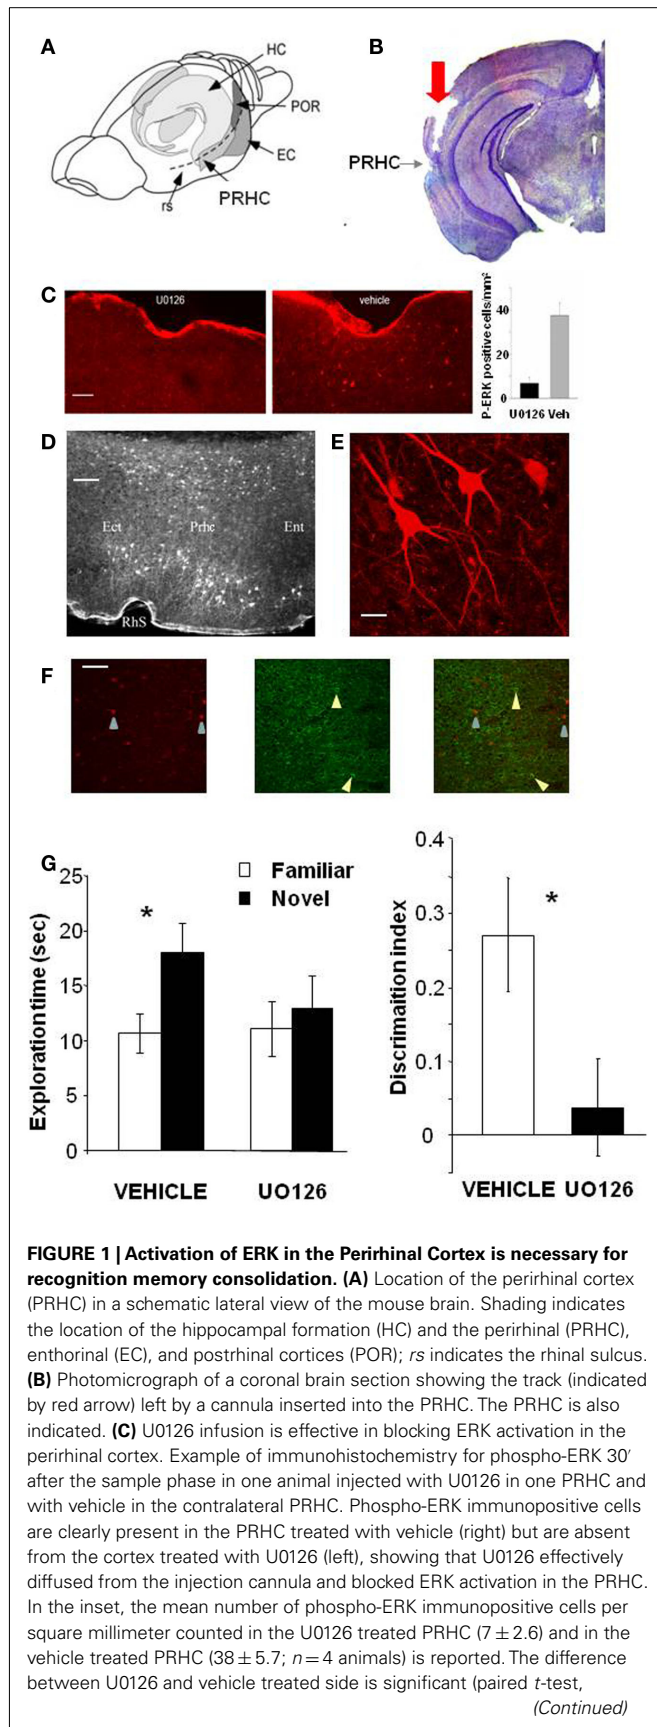 A
HC
POR
EC
PRHC
rs
B
PRHC
C
U0126
vehicle
P-ERK positive cells/mm²
40
20
0
U0126 Veh
D
Ect
Prhc
Ent
RhS
E
F
G
Familiar
Novel
*
Exploration time (sec)
25
20
15
10
5
0
VEHICLE
UO126
Discrimaition index
0.4
0.3
0.2
0.1
0
*
VEHICLE UO126
FIGURE 1 | Activation of ERK in the Perirhinal Cortex is necessary for
recognition memory consolidation. (A) Location of the perirhinal cortex
(PRHC) in a schematic lateral view of the mouse brain. Shading indicates
the location of the hippocampal formation (HC) and the perirhinal (PRHC),
enthorinal (EC), and postrhinal cortices (POR); rs indicates the rhinal sulcus.
(B) Photomicrograph of a coronal brain section showing the track (indicated
by red arrow) left by a cannula inserted into the PRHC. The PRHC is also
indicated. (C) U0126 infusion is effective in blocking ERK activation in the
perirhinal cortex. Example of immunohistochemistry for phospho-ERK 30′
after the sample phase in one animal injected with U0126 in one PRHC and
with vehicle in the contralateral PRHC. Phospho-ERK immunopositive cells
are clearly present in the PRHC treated with vehicle (right) but are absent
from the cortex treated with U0126 (left), showing that U0126 effectively
diffused from the injection cannula and blocked ERK activation in the PRHC.
In the inset, the mean number of phospho-ERK immunopositive cells per
square millimeter counted in the U0126 treated PRHC (7 ± 2.6) and in the
vehicle treated PRHC (38 ± 5.7; n = 4 animals) is reported. The difference
between U0126 and vehicle treated side is significant (paired t-test,
(Continued)